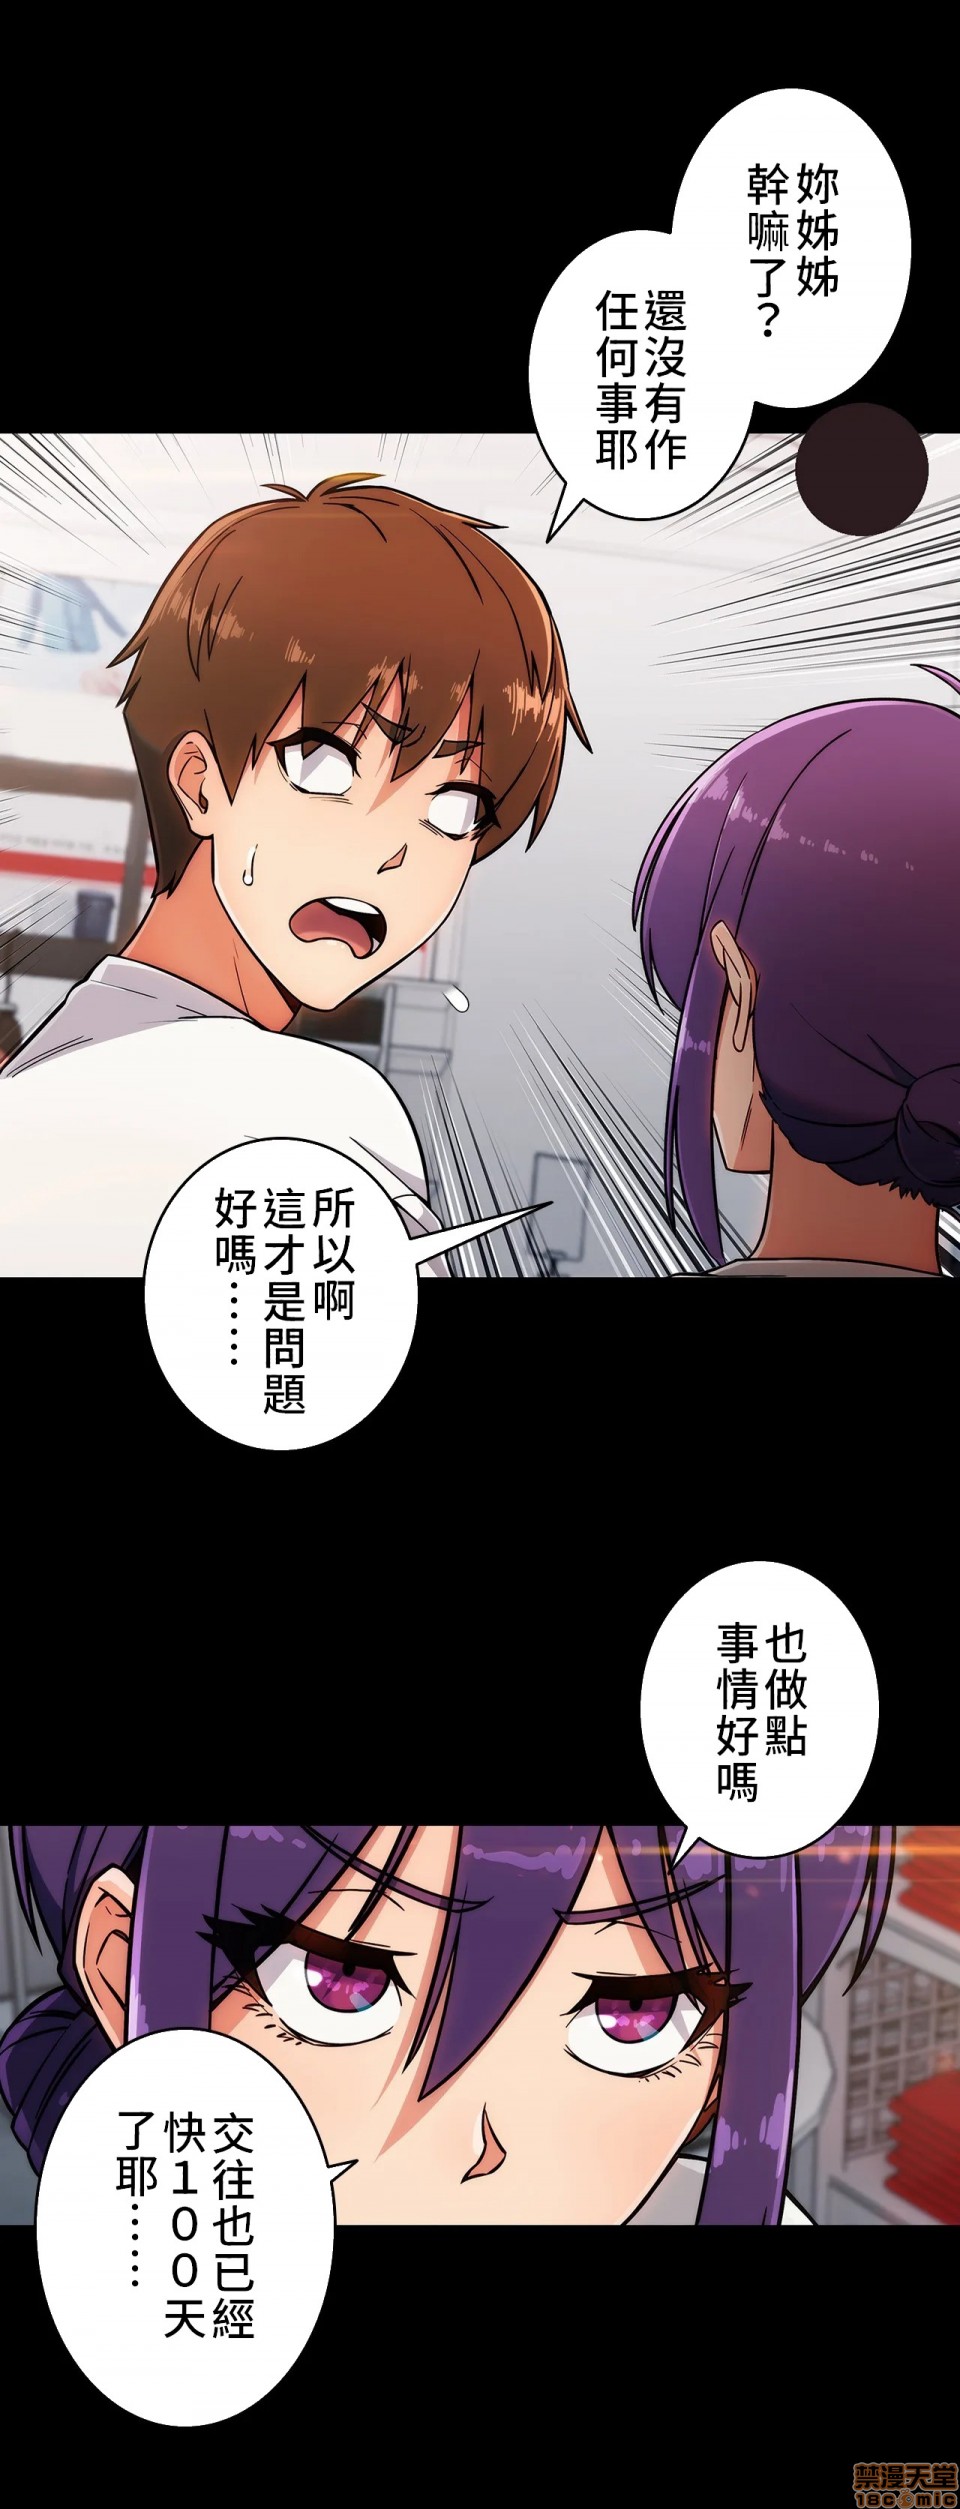 妳姊姊
幹嘛了？
還沒有作
任何事耶
所以啊
這才是問題
好嗎……
也做點
事情好嗎
交往也已經
快100天
了耶……
禁漫天堂
18comic